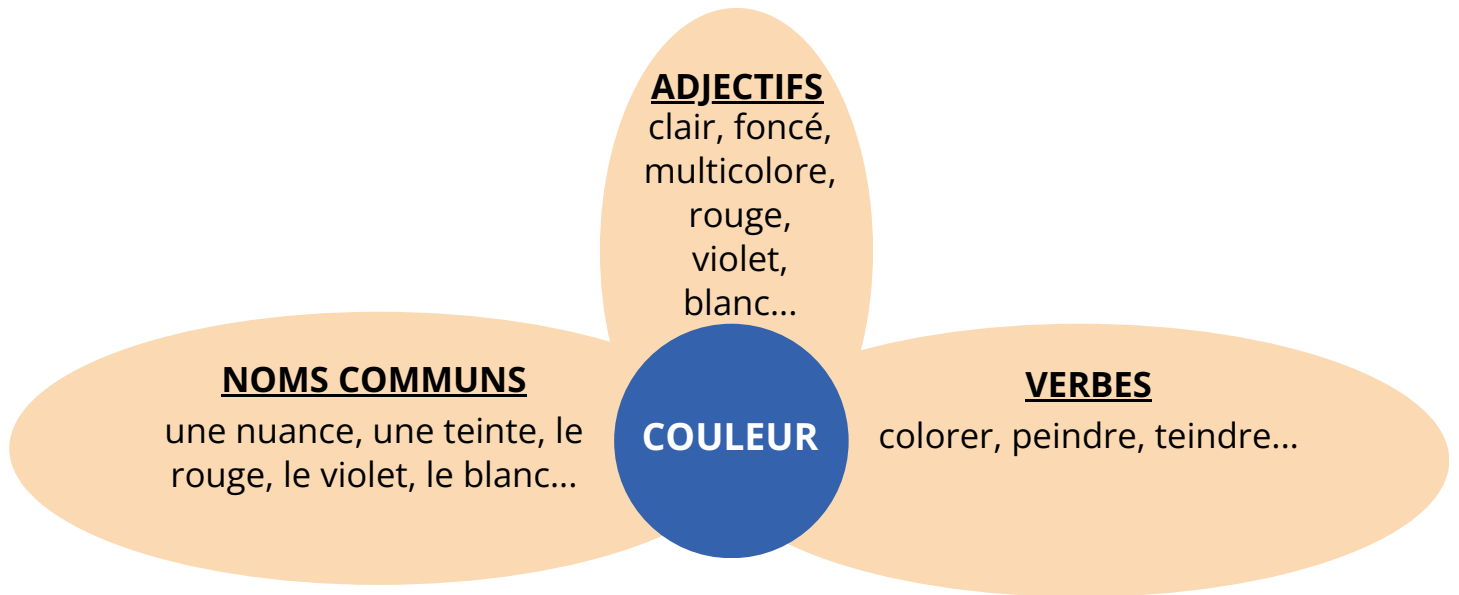 ADJECTIFS
clair, foncé,
multicolore,
rouge,
violet,
blanc...
NOMS COMMUNS
une nuance, une teinte, le
rouge, le violet, le blanc...
COULEUR
VERBES
colorer, peindre, teindre...